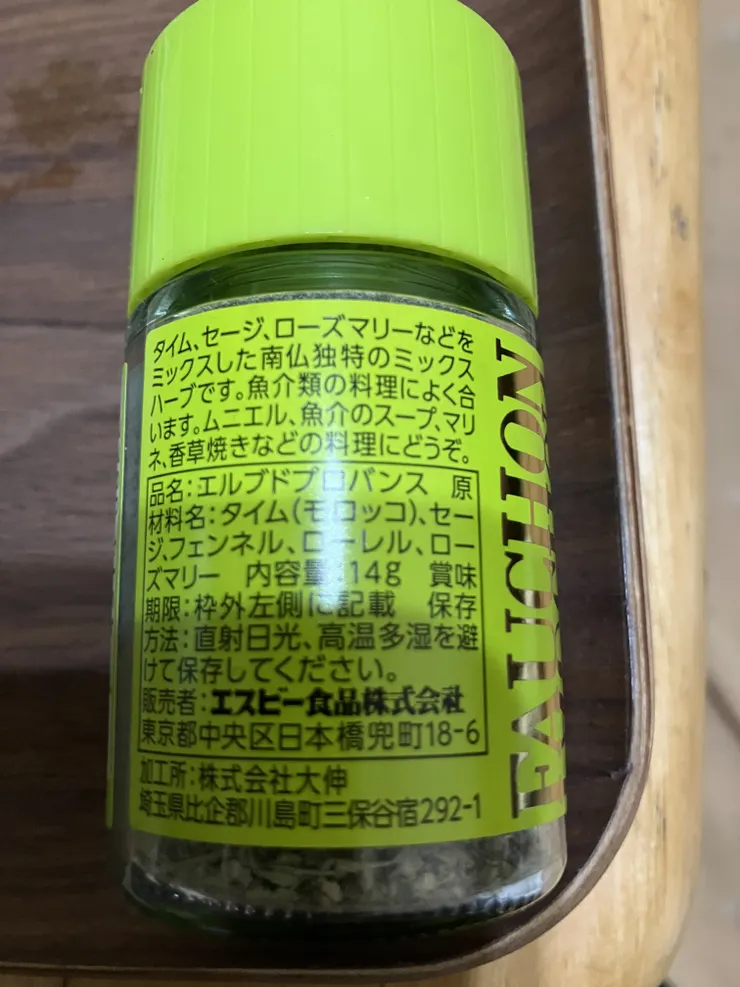 タイム、セージ、ローズマリーなどを
ミックスした南仏独特のミックス
ハーブです。魚介類の料理によく合
います。ムニエル、魚介のスープ、マリ
ネ、香草焼きなどの料理にどうぞ。
品名:エルブドプロバンス 原
材料名:タイム(モロッコ)、セー
ジ、フェンネル、ローレル、ロー
ズマリー 内容量:14g 賞味
期限:枠外左側に記載 保存
方法:直射日光、高温多湿を避
けて保存してください。
販売者:エスビー食品株式会社
東京都中央区日本橋兜町18-6
加工所:株式会社大伸
埼玉県比企郡川島町三保谷宿292-1
FAUCHON